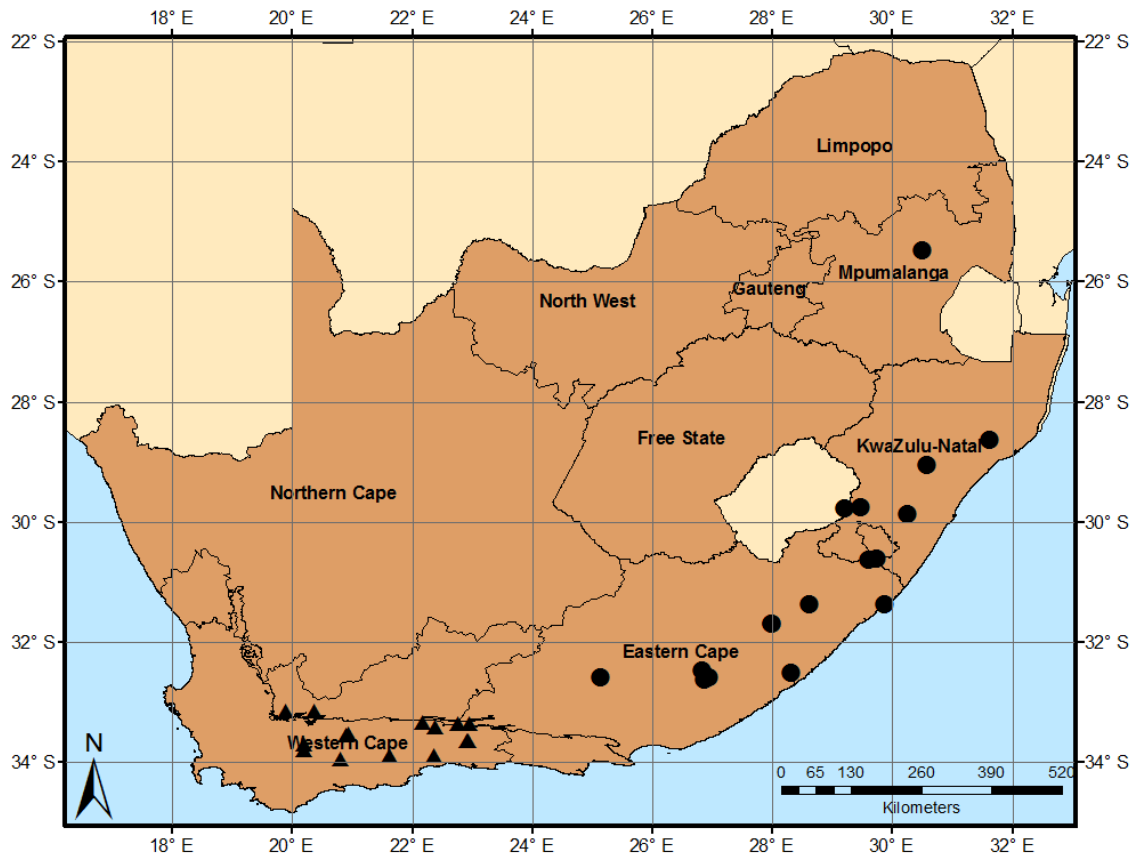 18° E 20° E 22° E 24° E 26° E 28° E 30° E 32° E
22° S 22° S
Limpopo
24° S 24° S
Mpumalanga
26° S 26° S
Gauteng
North West
28° S 28° S
Free State
KwaZulu-Natal
Northern Cape
30° S 30° S
32° S 32° S
Eastern Cape
Western Cape
N
34° S 34° S
0 65 130 260 390 520
Kilometers
18° E 20° E 22° E 24° E 26° E 28° E 30° E 32° E